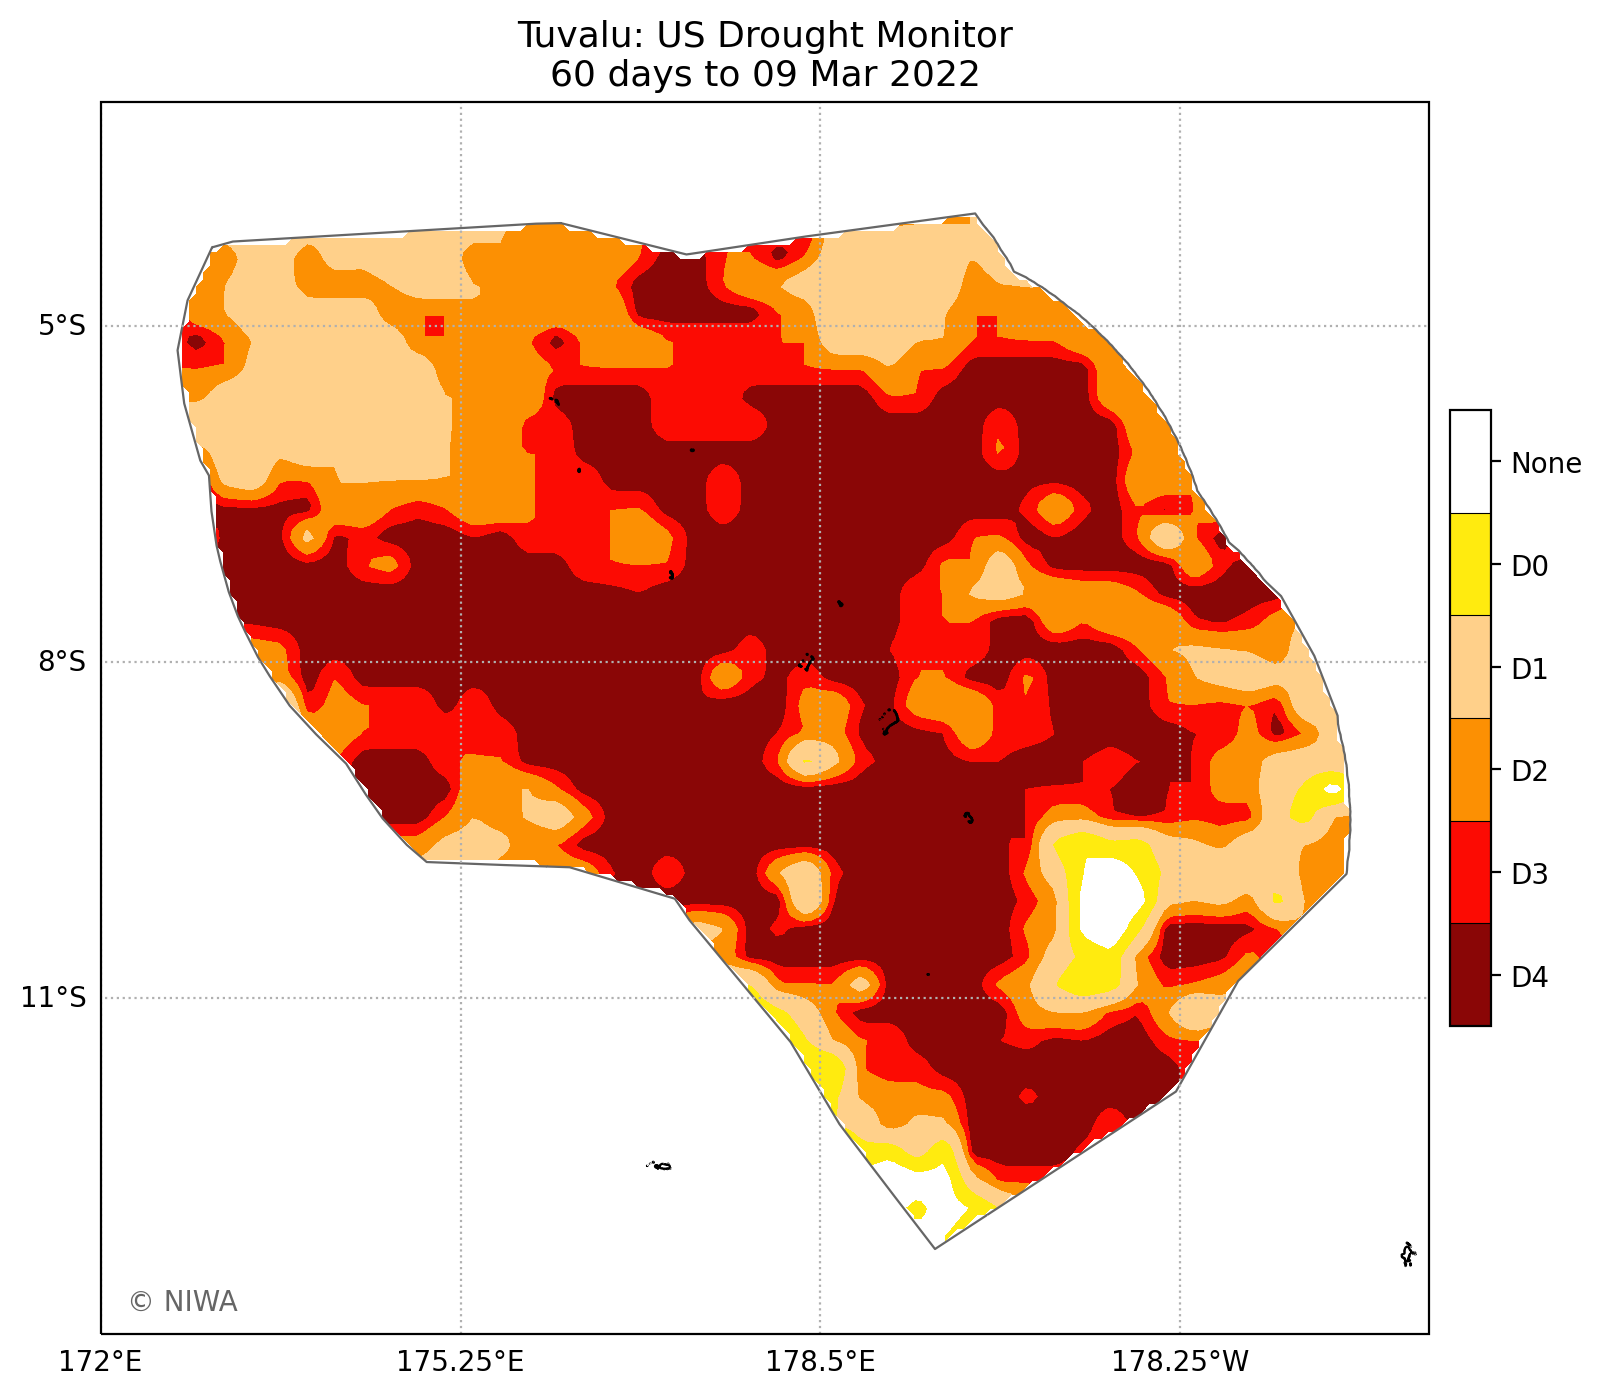 Tuvalu: US Drought Monitor
60 days to 09 Mar 2022
5°S
8°S
11°S
172°E
175.25°E
178.5°E
178.25°W
None
D0
D1
D2
D3
D4
© NIWA